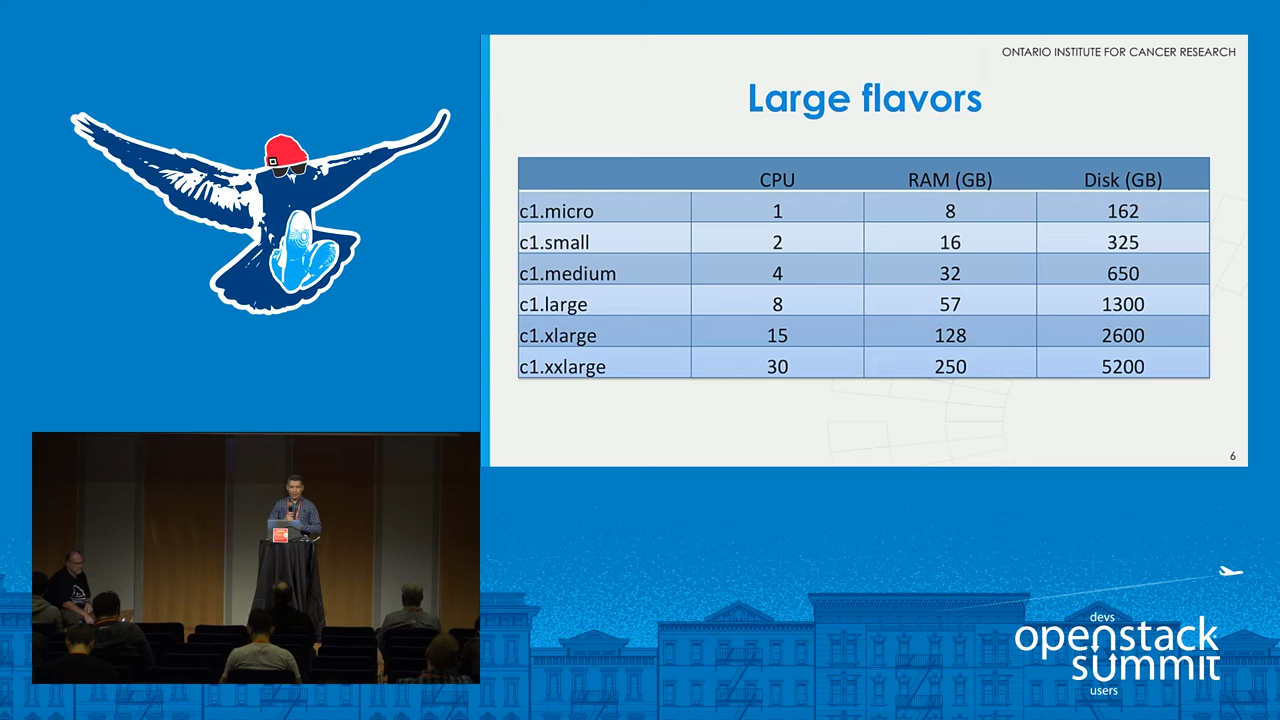 ONTARIO INSTITUTE FOR CANCER RESEARCH
Large flavors
CPU RAM (GB) Disk (GB)
c1.micro 1 8 162
c1.small 2 16 325
c1.medium 4 32 650
c1.large 8 57 1300
c1.xlarge 15 128 2600
c1.xxlarge 30 250 5200
6
devs
openstack
summit
users